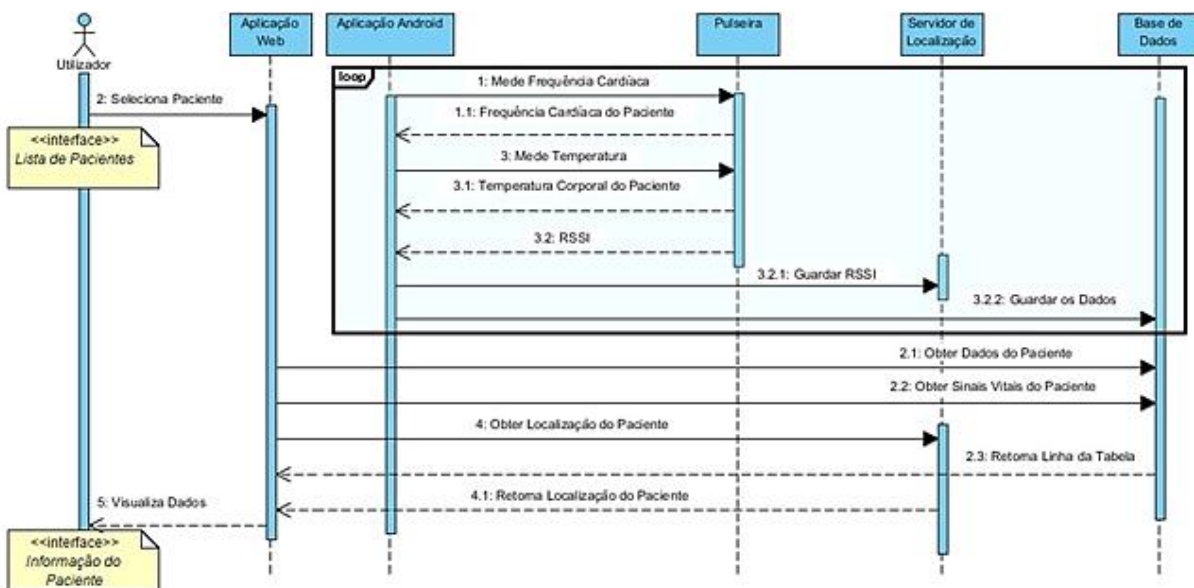 Utilizador
Aplicação
Web
Aplicação Android
Pulseira
Servidor de
Localização
Base de
Dados
loop
1: Mede Frequência Cardíaca
2: Seleciona Paciente
1.1: Frequência Cardíaca do Paciente
<<interface>>
Lista de Pacientes
3: Mede Temperatura
3.1: Temperatura Corporal do Paciente
3.2: RSSI
3.2.1: Guardar RSSI
3.2.2: Guardar os Dados
2.1: Obter Dados do Paciente
2.2: Obter Sinais Vitais do Paciente
4: Obter Localização do Paciente
2.3: Retorna Linha da Tabela
4.1: Retorna Localização do Paciente
5: Visualiza Dados
<<interface>>
Informação do
Paciente